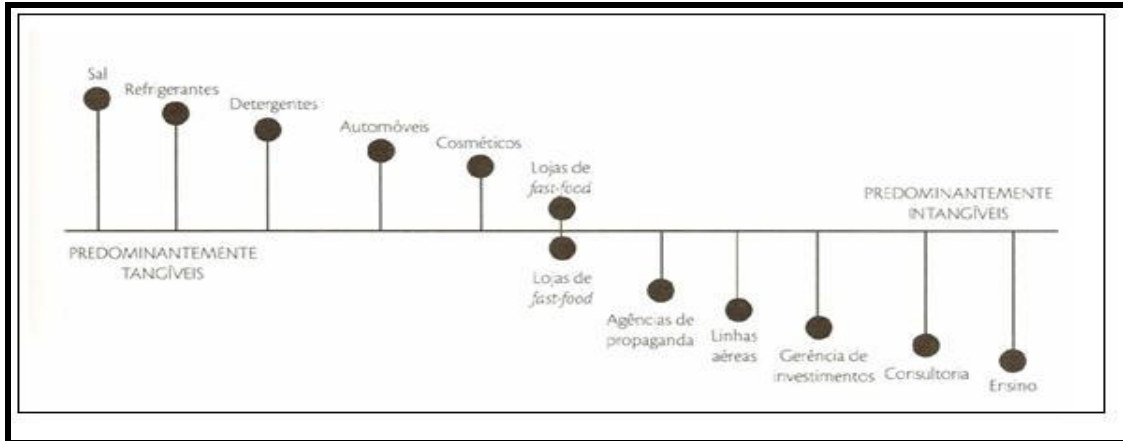 Sal
Refrigerantes
Detergentes
Automóveis
Cosméticos
Lojas de
fast-food
PREDOMINANTEMENTE
INTANGÍVEIS
PREDOMINANTEMENTE
TANGÍVEIS
Lojas de
fast-food
Agências de
propaganda
Linhas
aéreas
Gerência de
investimentos
Consultoria
Ensino